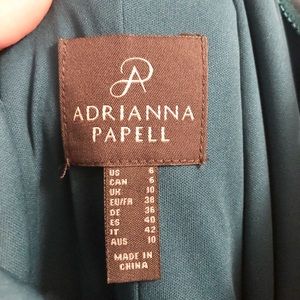 ADRIANNA
PAPELL
US 6
CAN 6
UK 10
EU/FR 38
DE 36
ES 40
IT 42
AUS 10
MADE IN
CHINA